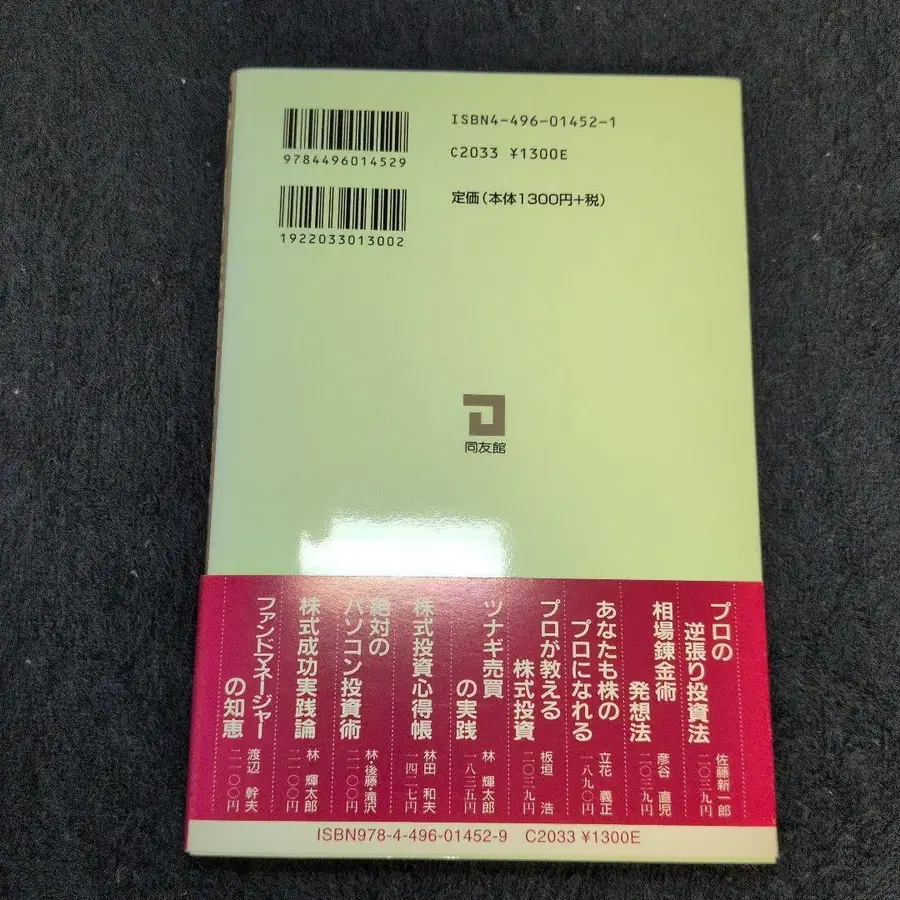 9784496014529
1922033013002
ISBN4-496-01452-1
C2033 ¥1300E
定価(本体1300円+税)
同友館
プロの
逆張り投資法
佐藤新一郎
二〇三九円
相場錬金術
発想法
彦谷 直児
二〇三九円
あなたも株の
プロになれる
立花 義正
一八九〇円
プロが教える
株式投資
板垣 浩
二〇三九円
ツナギ売買
の実践
林 輝太郎
一八三五円
株式投資心得帳
林田 和夫
一四二七円
絶対の
パソコン投資術
林・後藤・滝沢
二一〇〇円
株式成功実践論
林 輝太郎
二一〇〇円
ファンドマネージャー
の知恵
渡辺 幹夫
二一〇〇円
ISBN978-4-496-01452-9 C2033 ¥1300E